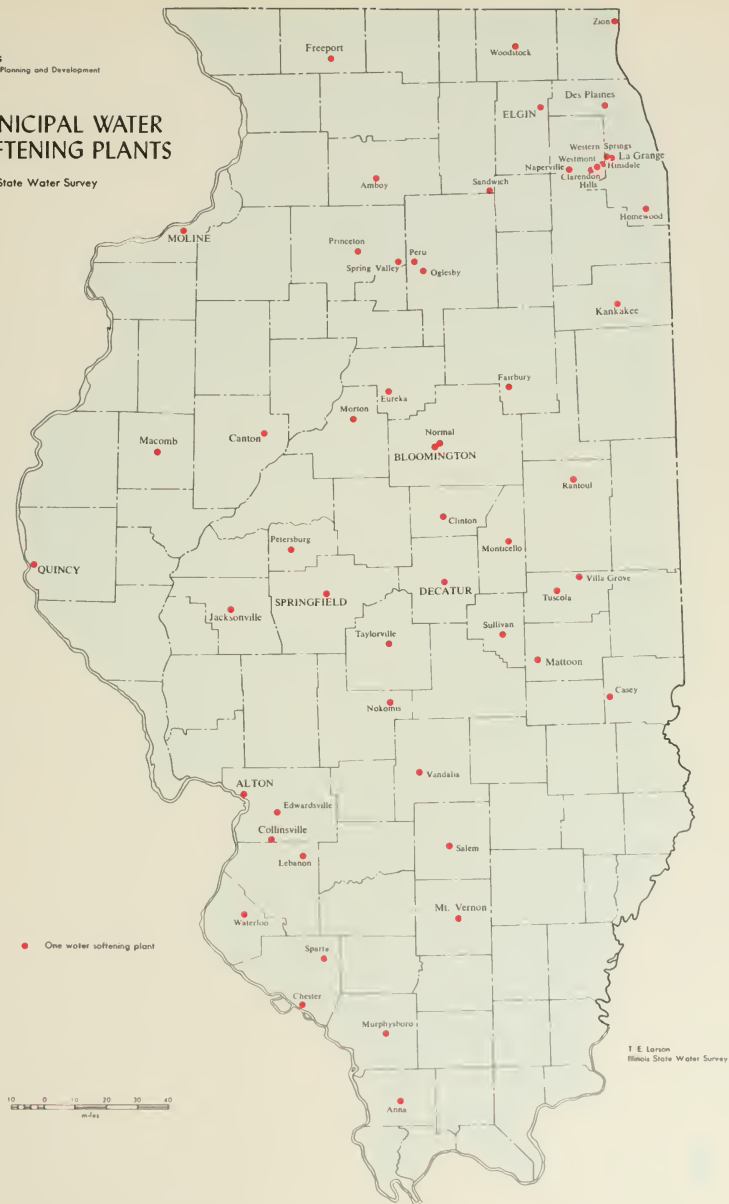 Planning and Development
NICIPAL WATER
FTENING PLANTS
State Water Survey
Zion
Freeport
Woodstock
ELGIN
Des Plaines
Western Springs
La Grange
Westmont
Hinsdale
Naperville
Clarendon
Hills
Amboy
Sandwich
Homewood
MOLINE
Princeton
Peru
Spring Valley
Oglesby
Kankakee
Fairbury
Eureka
Morton
Normal
Canton
Macomb
BLOOMINGTON
Rantoul
Clinton
Petersburg
Monticello
QUINCY
Villa Grove
SPRINGFIELD
DECATUR
Tuscola
Jacksonville
Sullivan
Taylorville
Mattoon
Casey
Nokomis
Vandalia
ALTON
Edwardsville
Collinsville
Salem
Lebanon
Mt. Vernon
Waterloo
One water softening plant
Sparta
Chester
Murphysboro
T. E. Larson
Illinois State Water Survey
10 0 10 20 30 40
miles
Anna